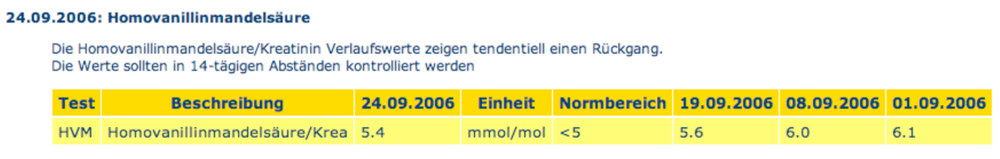 24.09.2006: Homovanillinmandelsäure
Die Homovanillinmandelsäure/Kreatinin Verlaufswerte zeigen tendentiell einen Rückgang.
Die Werte sollten in 14-tägigen Abständen kontrolliert werden
Test Beschreibung 24.09.2006 Einheit Normbereich 19.09.2006 08.09.2006 01.09.2006
HVM Homovanillinmandelsäure/Krea 5.4 mmol/mol <5 5.6 6.0 6.1